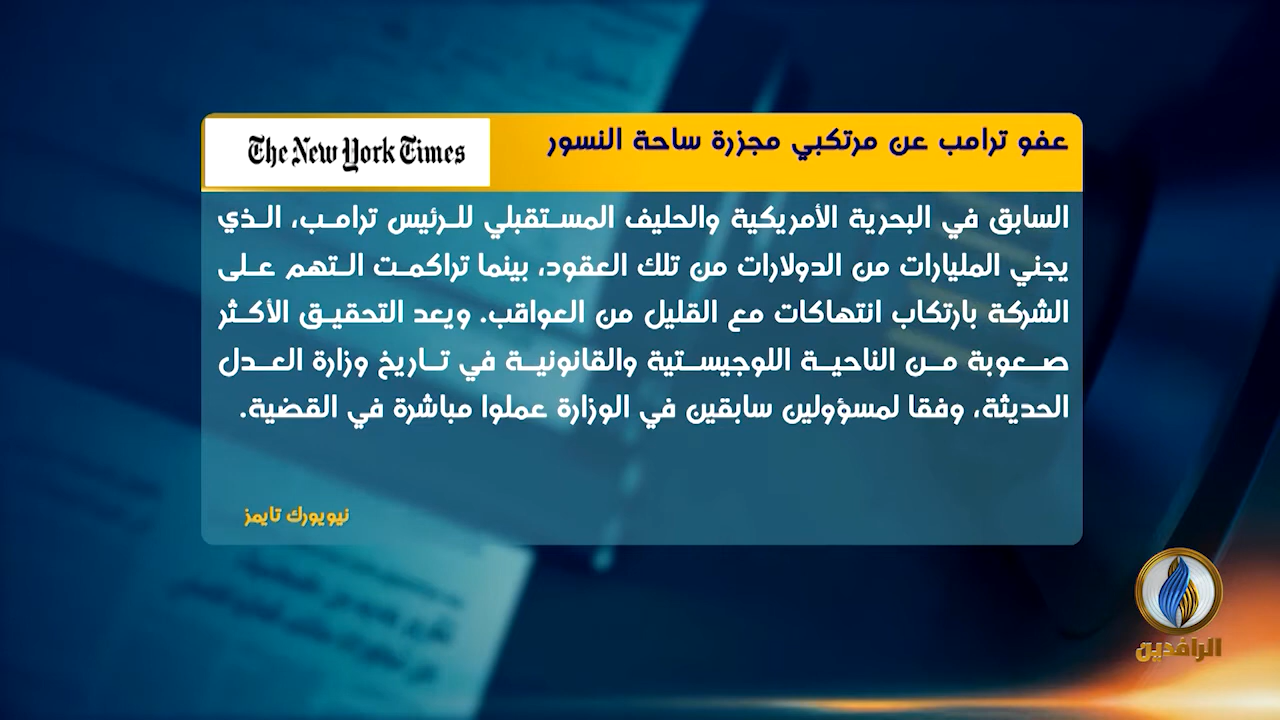 عفو ترامب عن مرتكبي مجزرة ساحة النسور
The New York Times
السابق في البحرية الأمريكية والحليف المستقبلي للرئيس ترامب، الذي
يجني المليارات من الدولارات من تلك العقود، بينما تراكمت التهم على
الشركة بارتكاب انتهاكات مع القليل من العواقب. ويعد التحقيق الأكثر
صعوبة من الناحية اللوجيستية والقانونية في تاريخ وزارة العدل
الحديثة، وفقا لمسؤولين سابقين في الوزارة عملوا مباشرة في القضية.
نيويورك تايمز
الرافدين